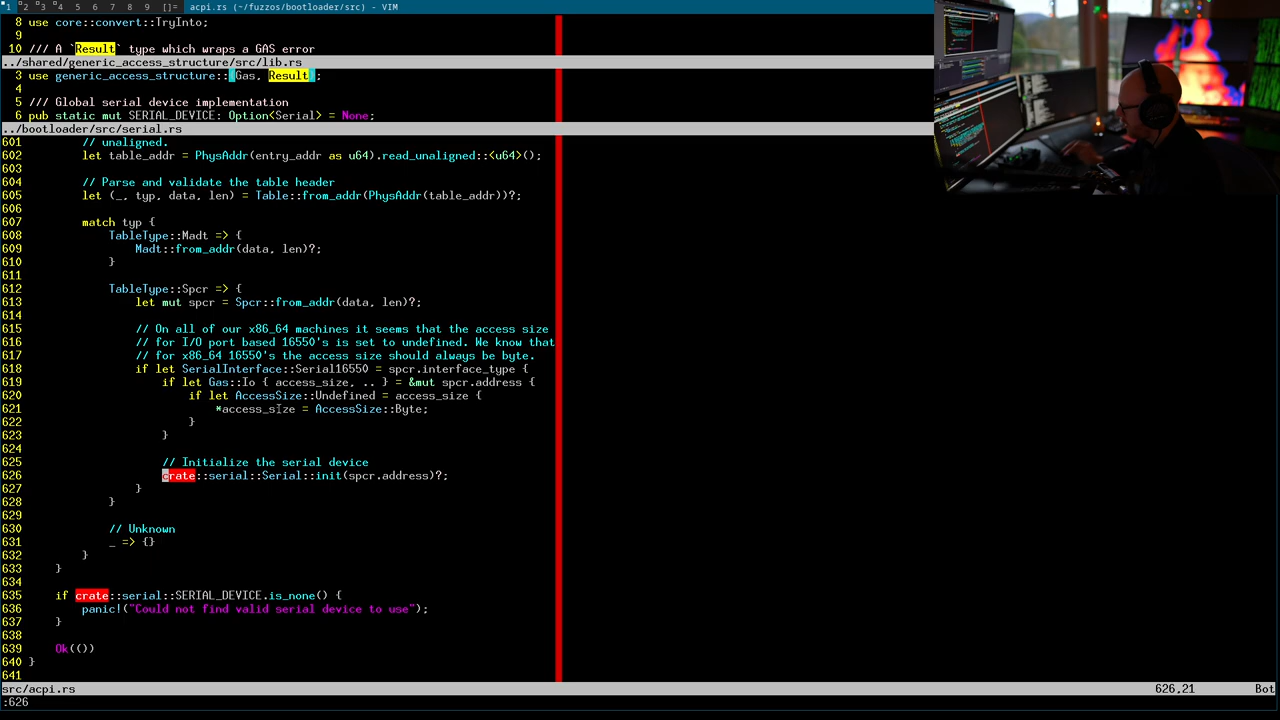 1 2 3 4 5 6 7 8 9 []= acpi.rs (~/fuzzos/bootloader/src) - VIM
8 use core::convert::TryInto;
9
10 /// A `Result` type which wraps a GAS error
../shared/generic_access_structure/src/lib.rs
3 use generic_access_structure::{Gas, Result};
4
5 /// Global serial device implementation
6 pub static mut SERIAL_DEVICE: Option<Serial> = None;
../bootloader/src/serial.rs
601 // unaligned.
602 let table_addr = PhysAddr(entry_addr as u64).read_unaligned::<u64>();
603
604 // Parse and validate the table header
605 let (_, typ, data, len) = Table::from_addr(PhysAddr(table_addr))?;
606
607 match typ {
608 TableType::Madt => {
609 Madt::from_addr(data, len)?;
610 }
611
612 TableType::Spcr => {
613 let mut spcr = Spcr::from_addr(data, len)?;
614
615 // On all of our x86_64 machines it seems that the access size
616 // for I/O port based 16550's is set to undefined. We know that
617 // for x86_64 16550's the access size should always be byte.
618 if let SerialInterface::Serial16550 = spcr.interface_type {
619 if let Gas::Io { access_size, .. } = &mut spcr.address {
620 if let AccessSize::Undefined = access_size {
621 *access_size = AccessSize::Byte;
622 }
623 }
624
625 // Initialize the serial device
626 crate::serial::Serial::init(spcr.address)?;
627 }
628 }
629
630 // Unknown
631 _ => {}
632 }
633 }
634
635 if crate::serial::SERIAL_DEVICE.is_none() {
636 panic!("Could not find valid serial device to use");
637 }
638
639 Ok(())
640 }
641
src/acpi.rs 626,21 Bot
:626